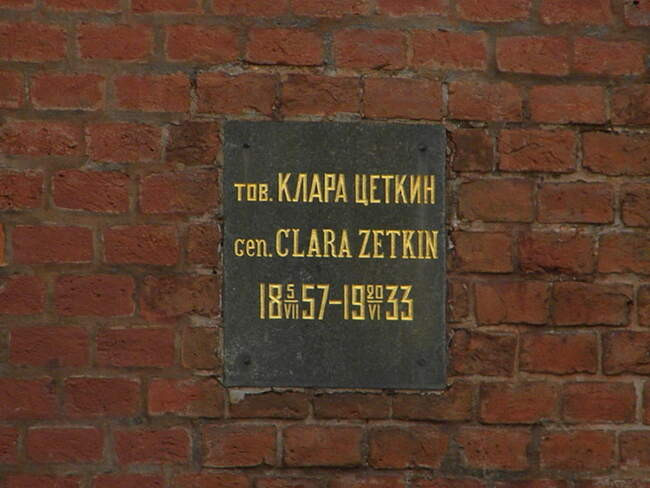 тов. КЛАРА ЦЕТКИН
gen. CLARA ZETKIN
18 5/VII 57–19 20/VI 33